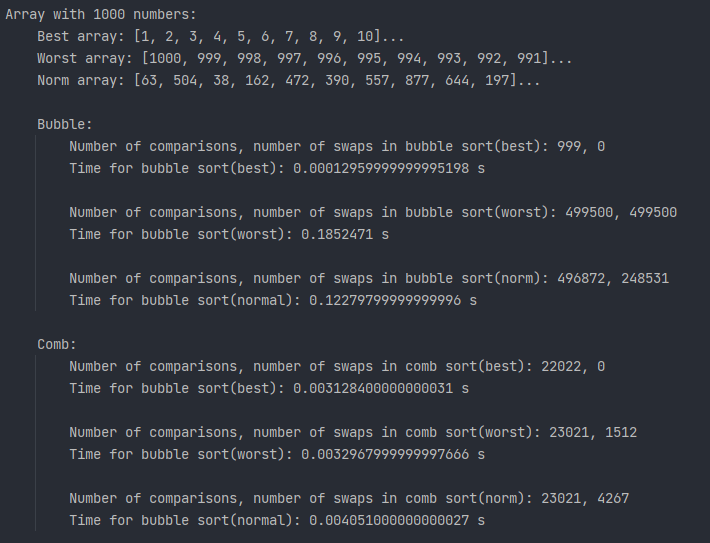 Array with 1000 numbers:
Best array: [1, 2, 3, 4, 5, 6, 7, 8, 9, 10]...
Worst array: [1000, 999, 998, 997, 996, 995, 994, 993, 992, 991]...
Norm array: [63, 504, 38, 162, 472, 390, 557, 877, 644, 197]...
Bubble:
Number of comparisons, number of swaps in bubble sort(best): 999, 0
Time for bubble sort(best): 0.00012959999999995198 s
Number of comparisons, number of swaps in bubble sort(worst): 499500, 499500
Time for bubble sort(worst): 0.1852471 s
Number of comparisons, number of swaps in bubble sort(norm): 496872, 248531
Time for bubble sort(normal): 0.12279799999999996 s
Comb:
Number of comparisons, number of swaps in comb sort(best): 22022, 0
Time for bubble sort(best): 0.003128400000000031 s
Number of comparisons, number of swaps in comb sort(worst): 23021, 1512
Time for bubble sort(worst): 0.0032967999999997666 s
Number of comparisons, number of swaps in comb sort(norm): 23021, 4267
Time for bubble sort(normal): 0.004051000000000027 s